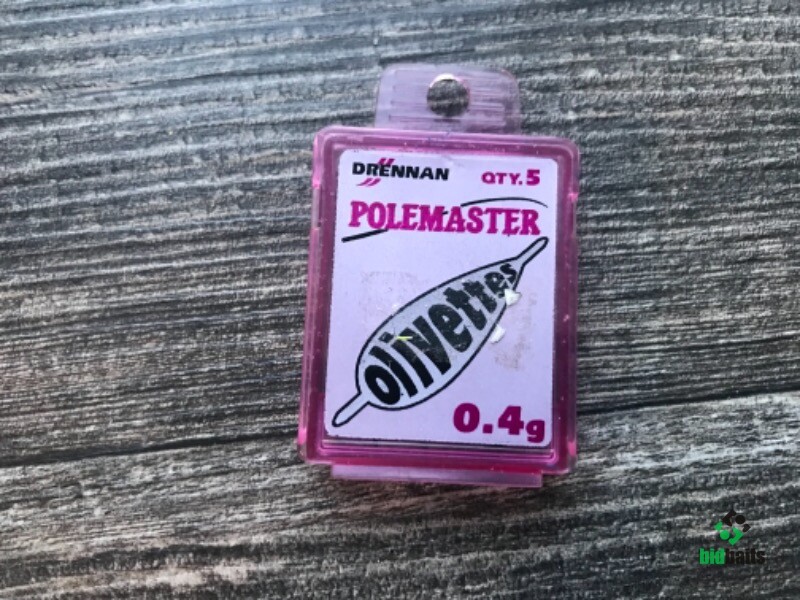 DRENNAN QTY.5
POLEMASTER
olivettes
0.4g
bidbaits